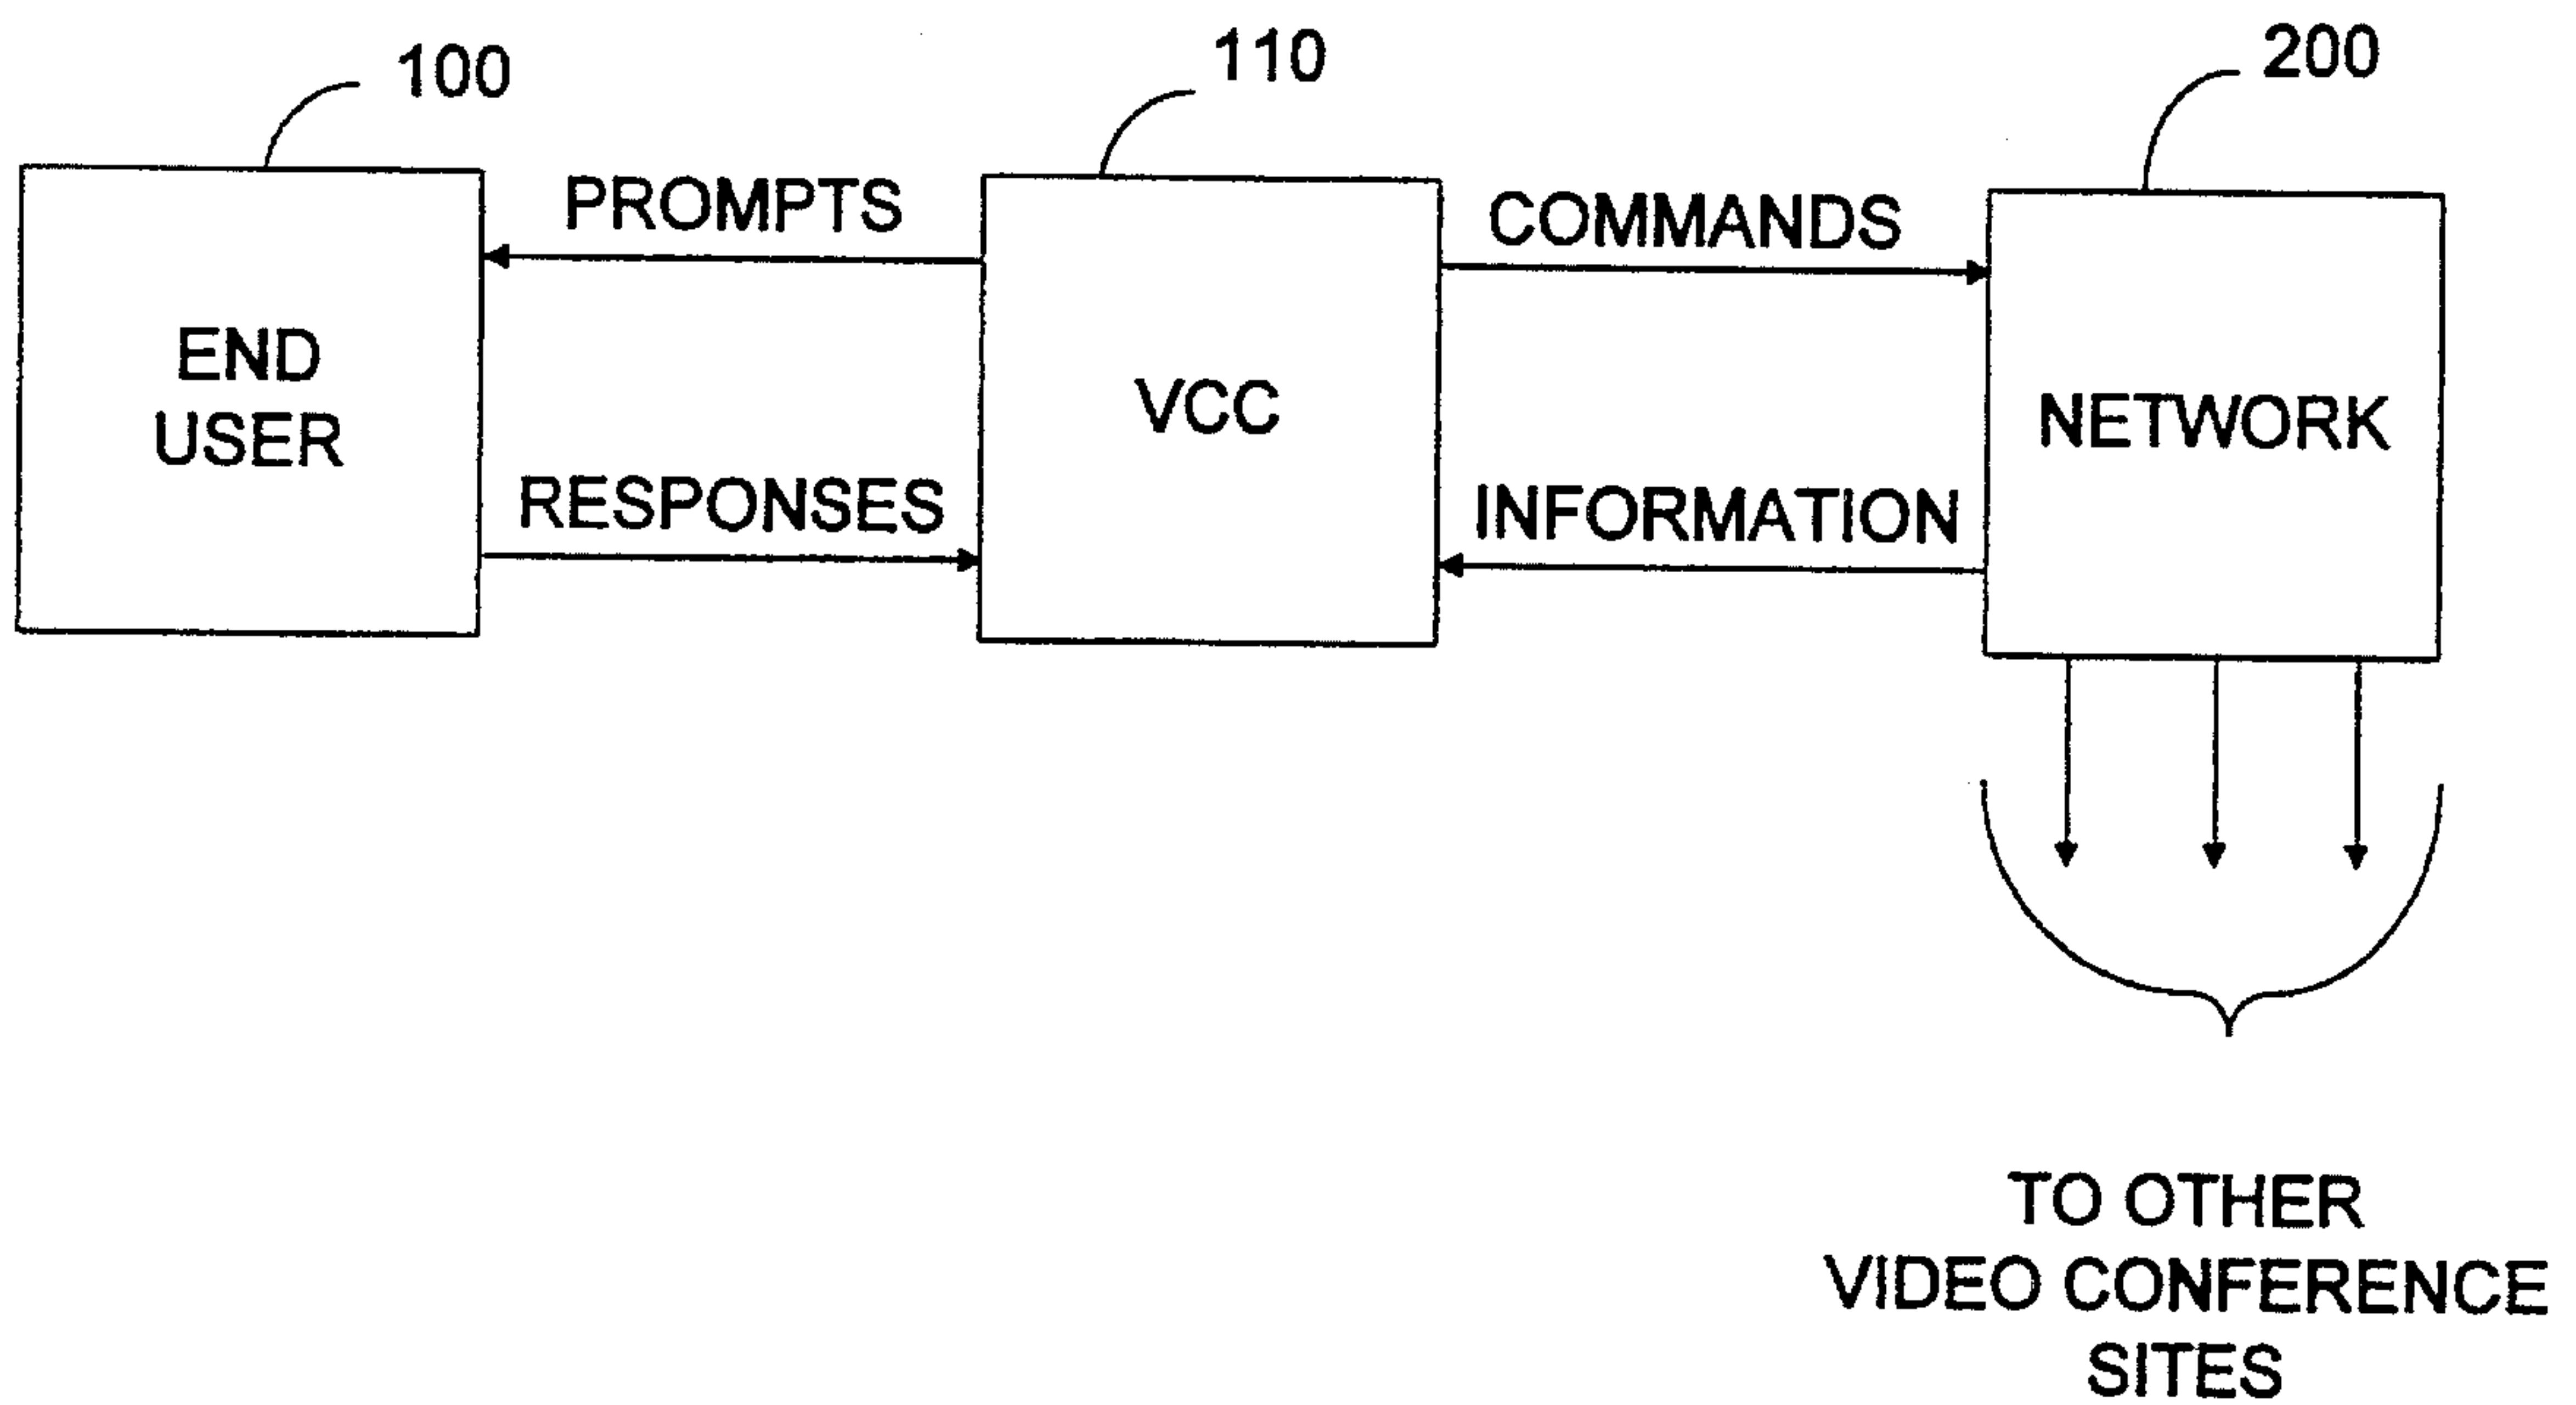 100
110
200
PROMPTS
COMMANDS
END
USER
VCC
NETWORK
RESPONSES
INFORMATION
TO OTHER
VIDEO CONFERENCE
SITES